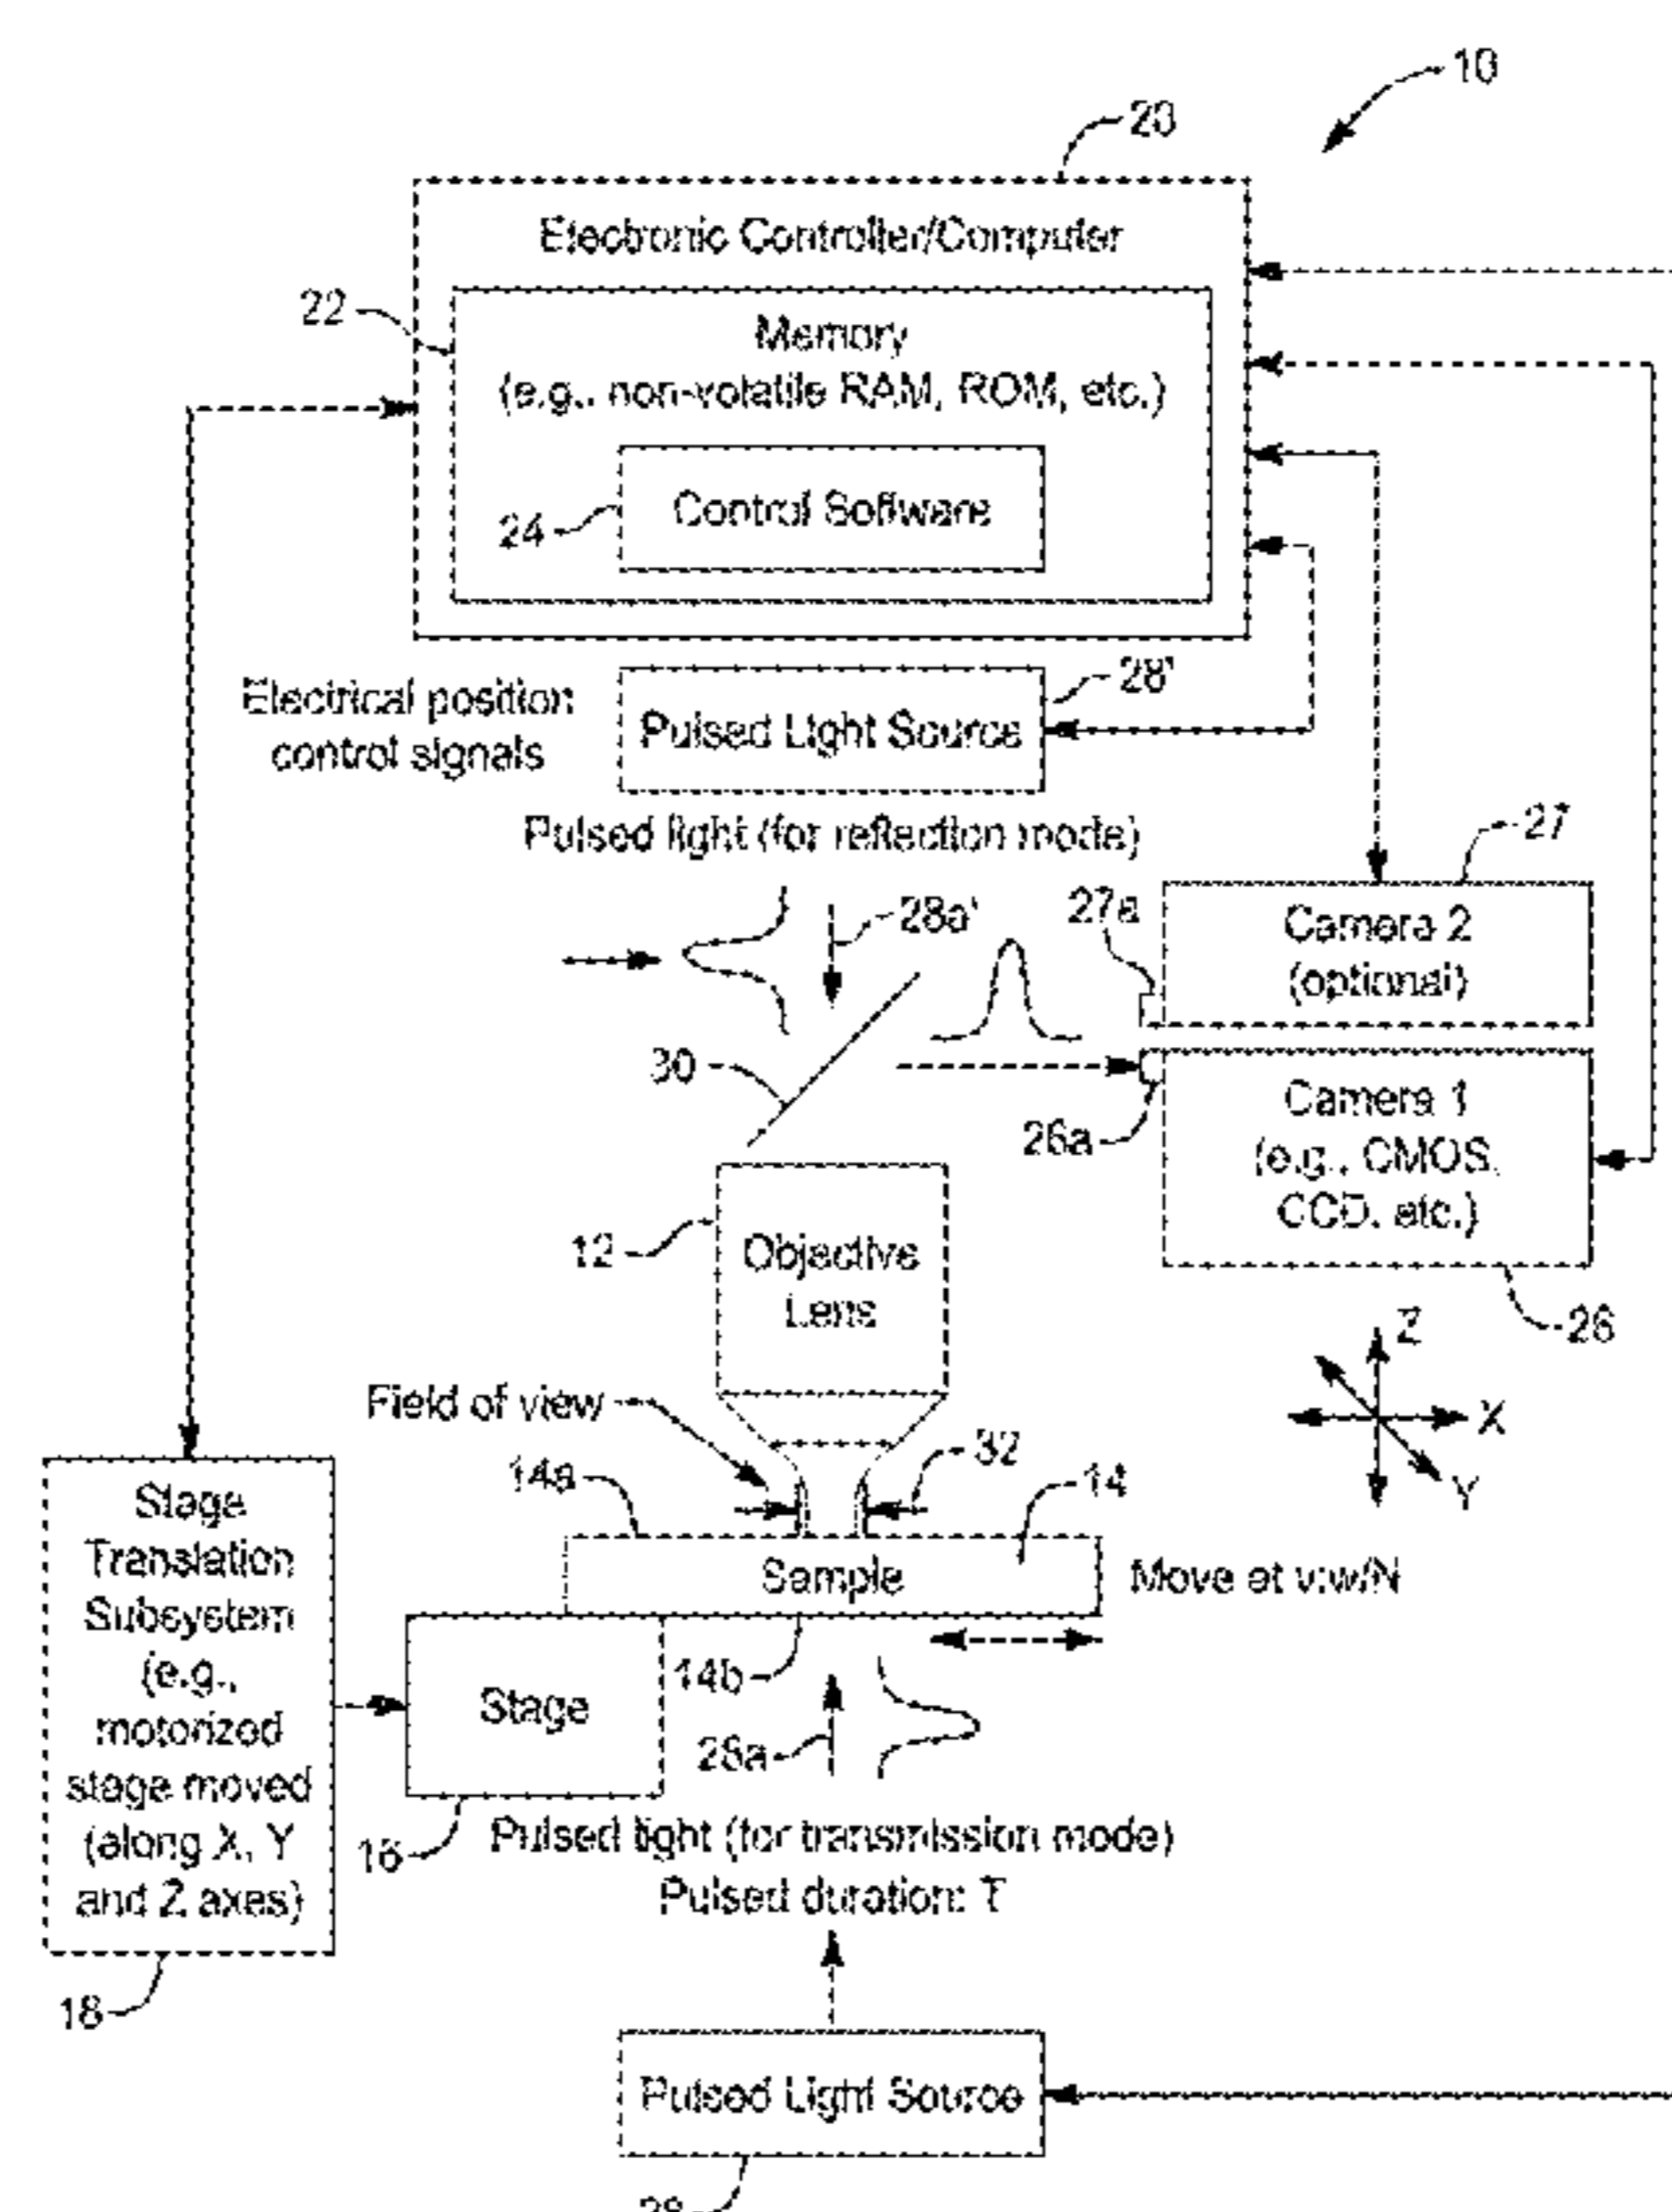 10
20
Electronic Controller/Computer
22
Memory
(e.g., non-volatile RAM, ROM, etc.)
24
Control Software
Electrical position
control signals
28'
Pulsed Light Source
Pulsed light (for reflection mode)
27
28a'
27a
Camera 2
(optional)
30
26a
Camera 1
(e.g., CMOS,
CCD, etc.)
12
Objective
Lens
26
Z
X
Y
Field of view
32
14a
14
Stage
Translation
Subsystem
(e.g.,
motorized
stage moved
(along X, Y
and Z axes)
Sample
Move at v:w/N
14b
Stage
28a
16
Pulsed light (for transmission mode)
Pulsed duration: T
18
Pulsed Light Source
28